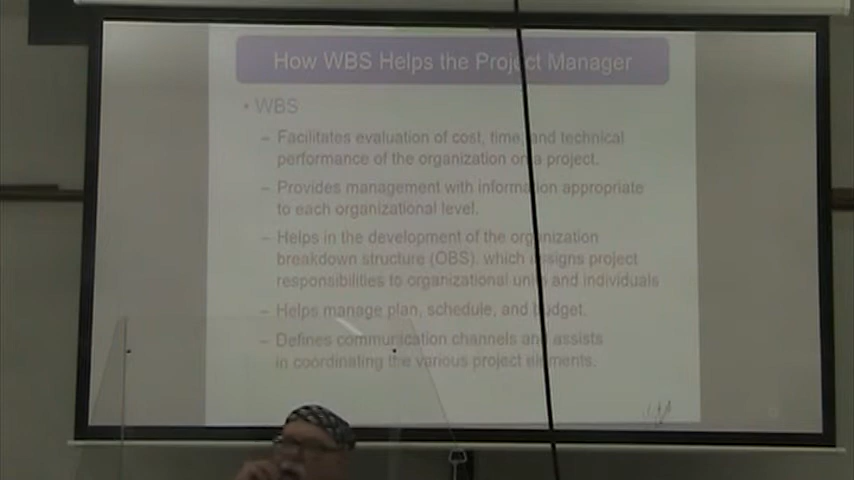 How WBS Helps the Project Manager
• WBS
– Facilitates evaluation of cost, time, and technical
performance of the organization on a project.
– Provides management with information appropriate
to each organizational level.
– Helps in the development of the organization
breakdown structure (OBS), which assigns project
responsibilities to organizational units and individuals
– Helps manage plan, schedule, and budget.
– Defines communication channels and assists
in coordinating the various project elements.